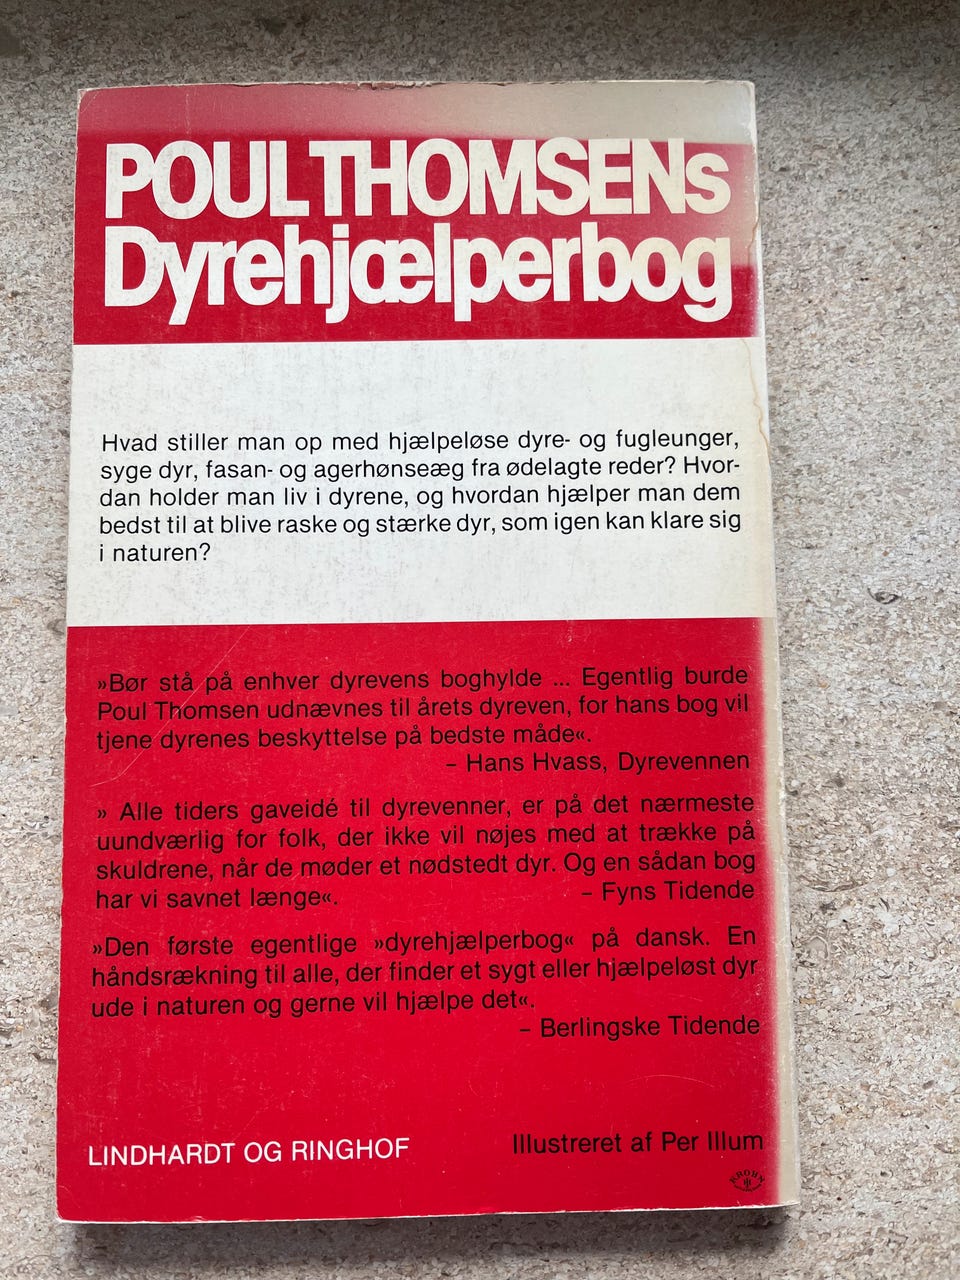 POUL THOMSENs
Dyrehjælperbog
Hvad stiller man op med hjælpeløse dyre- og fugleunger,
syge dyr, fasan- og agerhønseæg fra ødelagte reder? Hvor-
dan holder man liv i dyrene, og hvordan hjælper man dem
bedst til at blive raske og stærke dyr, som igen kan klare sig
i naturen?
»Bør stå på enhver dyrevens boghylde ... Egentlig burde
Poul Thomsen udnævnes til årets dyreven, for hans bog vil
tjene dyrenes beskyttelse på bedste måde«.
– Hans Hvass, Dyrevennen
» Alle tiders gaveidé til dyrevenner, er på det nærmeste
uundværlig for folk, der ikke vil nøjes med at trække på
skuldrene, når de møder et nødstedt dyr. Og en sådan bog
har vi savnet længe«. – Fyns Tidende
»Den første egentlige »dyrehjælperbog« på dansk. En
håndsrækning til alle, der finder et sygt eller hjælpeløst dyr
ude i naturen og gerne vil hjælpe det«.
– Berlingske Tidende
LINDHARDT OG RINGHOF Illustreret af Per Illum
KROHN